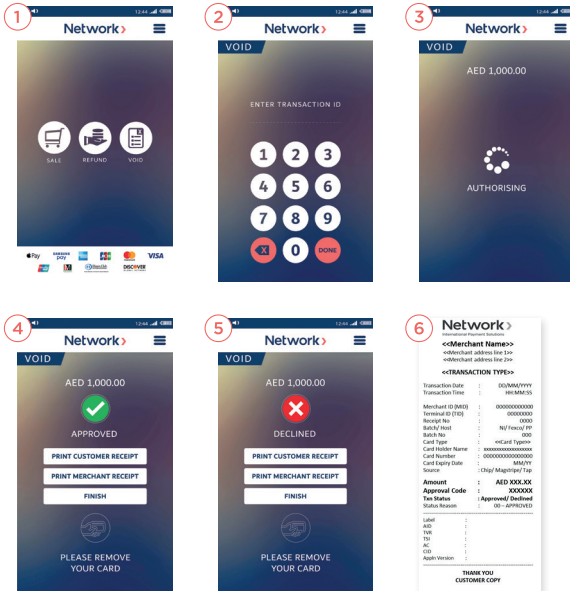 1
12:44
Network>
SALE REFUND VOID
Pay SAMSUNG pay VISA
Diners Club DISCOVER
2
12:44
Network>
VOID
ENTER TRANSACTION ID
1 2 3
4 5 6
7 8 9
X 0 DONE
3
12:44
Network>
VOID
AED 1,000.00
AUTHORISING
4
12:44
Network>
VOID
AED 1,000.00
APPROVED
PRINT CUSTOMER RECEIPT
PRINT MERCHANT RECEIPT
FINISH
PLEASE REMOVE
YOUR CARD
5
12:44
Network>
VOID
AED 1,000.00
DECLINED
PRINT CUSTOMER RECEIPT
PRINT MERCHANT RECEIPT
FINISH
PLEASE REMOVE
YOUR CARD
6
Network>
International Payment Solutions
<<Merchant Name>>
<<Merchant address line 1>>
<<Merchant address line 2>>
<<TRANSACTION TYPE>>
Transaction Date : DD/MM/YYYY
Transaction Time : HH:MM:SS
Merchant ID (MID) : 000000000000
Terminal ID (TID) : 00000000
Receipt No : 0000
Batch/ Host : NI/ Fexco/ PP
Batch No : 000
Card Type : <<Card Type>>
Card Holder Name : xxxxxxxxxxxxxxxxxx
Card Number : 0000000000000000
Card Expiry Date : MM/YY
Source : Chip/ Magstripe/ Tap
Amount : AED XXX.XX
Approval Code : XXXXXX
Txn Status : Approved/ Declined
Status Reason : 00 – APPROVED
Label :
AID :
TVR :
TSI :
AC :
CID :
Appln Version :
THANK YOU
CUSTOMER COPY